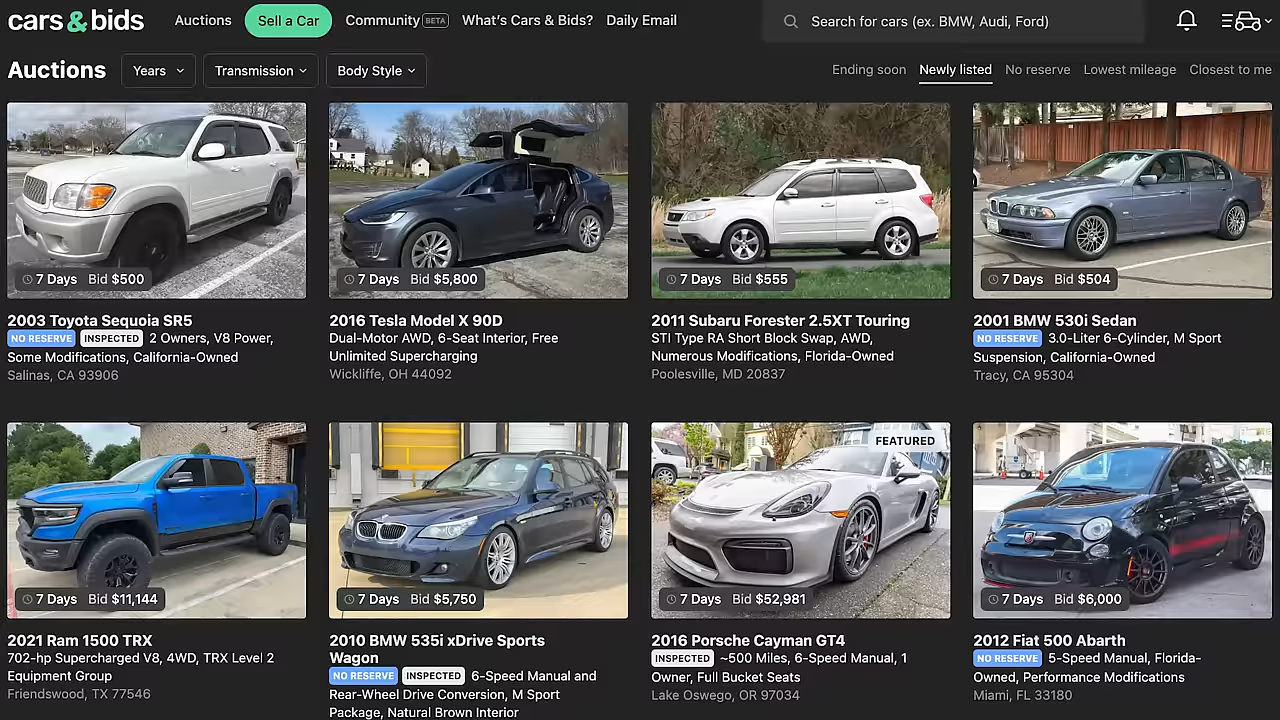 cars & bids
Auctions
Sell a Car
Community BETA
What's Cars & Bids?
Daily Email
Search for cars (ex. BMW, Audi, Ford)
Auctions
Years
Transmission
Body Style
Ending soon
Newly listed
No reserve
Lowest mileage
Closest to me
7 Days Bid $500
2003 Toyota Sequoia SR5
NO RESERVE INSPECTED 2 Owners, V8 Power,
Some Modifications, California-Owned
Salinas, CA 93906
7 Days Bid $5,800
2016 Tesla Model X 90D
Dual-Motor AWD, 6-Seat Interior, Free
Unlimited Supercharging
Wickliffe, OH 44092
7 Days Bid $555
2011 Subaru Forester 2.5XT Touring
STI Type RA Short Block Swap, AWD,
Numerous Modifications, Florida-Owned
Poolesville, MD 20837
7 Days Bid $504
2001 BMW 530i Sedan
NO RESERVE 3.0-Liter 6-Cylinder, M Sport
Suspension, California-Owned
Tracy, CA 95304
7 Days Bid $11,144
2021 Ram 1500 TRX
702-hp Supercharged V8, 4WD, TRX Level 2
Equipment Group
Friendswood, TX 77546
7 Days Bid $5,750
2010 BMW 535i xDrive Sports
Wagon
NO RESERVE INSPECTED 6-Speed Manual and
Rear-Wheel Drive Conversion, M Sport
Package, Natural Brown Interior
FEATURED
7 Days Bid $52,981
2016 Porsche Cayman GT4
INSPECTED ~500 Miles, 6-Speed Manual, 1
Owner, Full Bucket Seats
Lake Oswego, OR 97034
7 Days Bid $6,000
2012 Fiat 500 Abarth
NO RESERVE 5-Speed Manual, Florida-
Owned, Performance Modifications
Miami, FL 33180